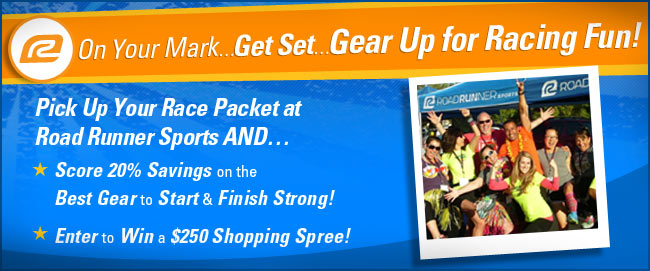 On Your Mark...Get Set...Gear Up for Racing Fun!
Pick Up Your Race Packet at
Road Runner Sports AND...
Score 20% Savings on the
Best Gear to Start & Finish Strong!
Enter to Win a $250 Shopping Spree!
ROADRUNNER
SPORTS
ROAD